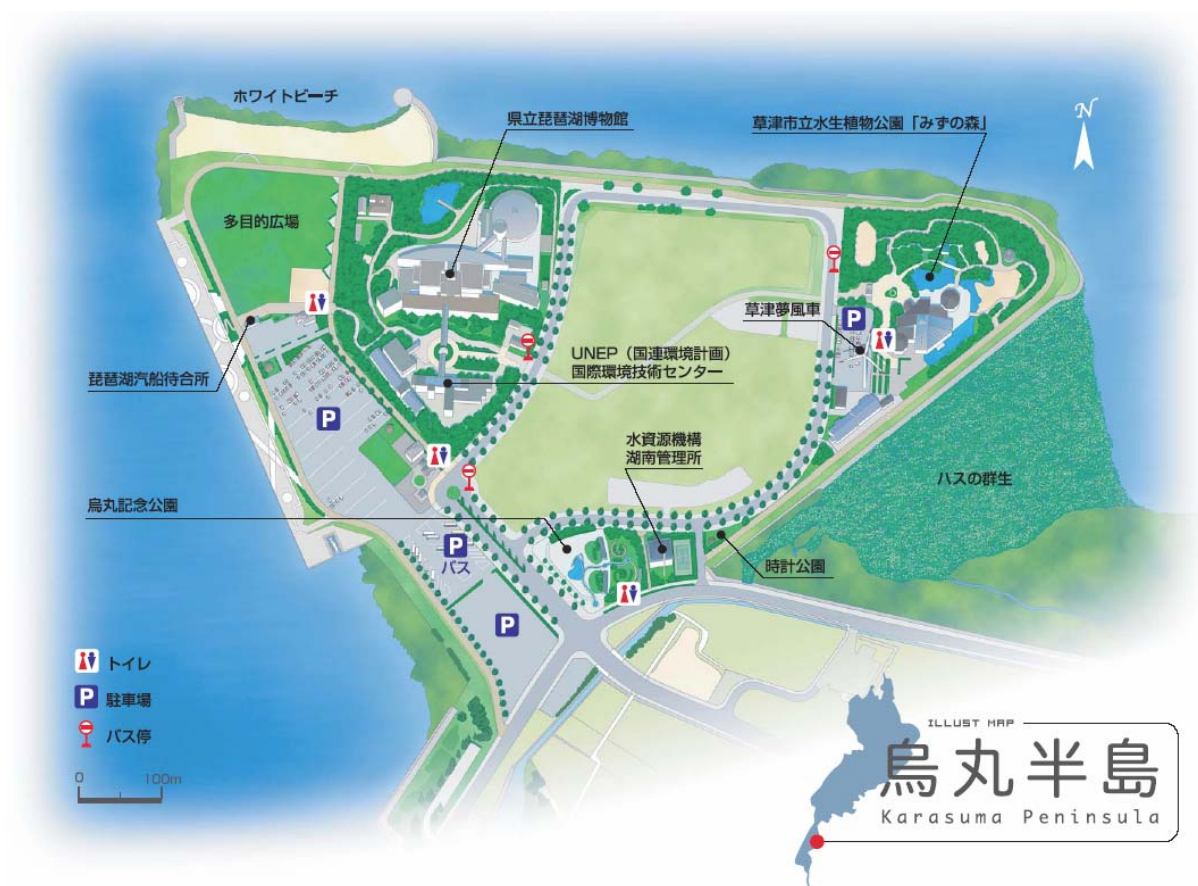 ホワイトビーチ
県立琵琶湖博物館
草津市立水生植物公園「みずの森」
N
多目的広場
草津夢風車
P
琵琶湖汽船待合所
UNEP（国連環境計画）
国際環境技術センター
P
水資源機構
湖南管理所
ハスの群生
烏丸記念公園
P
バス
時計公園
P
トイレ
P 駐車場
バス停
0 100m
ILLUST MAP
烏丸半島
Karasuma Peninsula